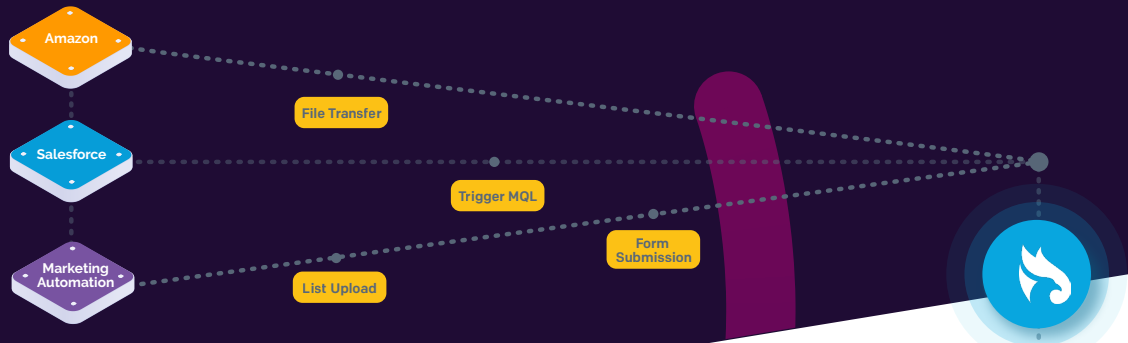 Amazon
File Transfer
Salesforce
Trigger MQL
Form
Submission
Marketing
Automation
List Upload